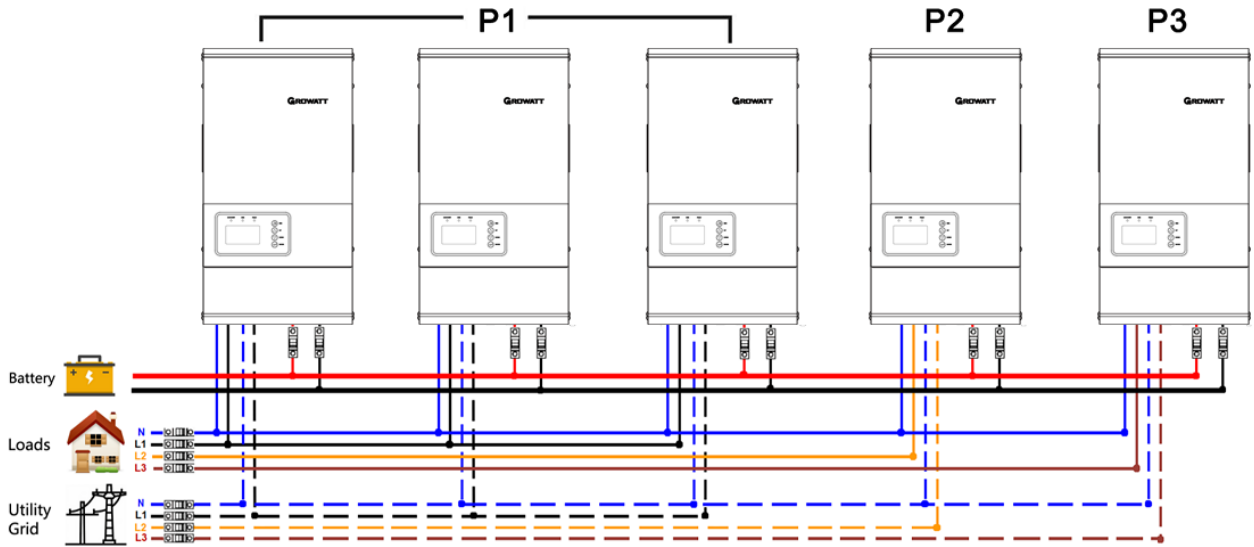 P1 P2 P3
GROWATT GROWATT GROWATT GROWATT GROWATT
Battery
Loads
N
L1
L2
L3
Utility
Grid
N
L1
L2
L3